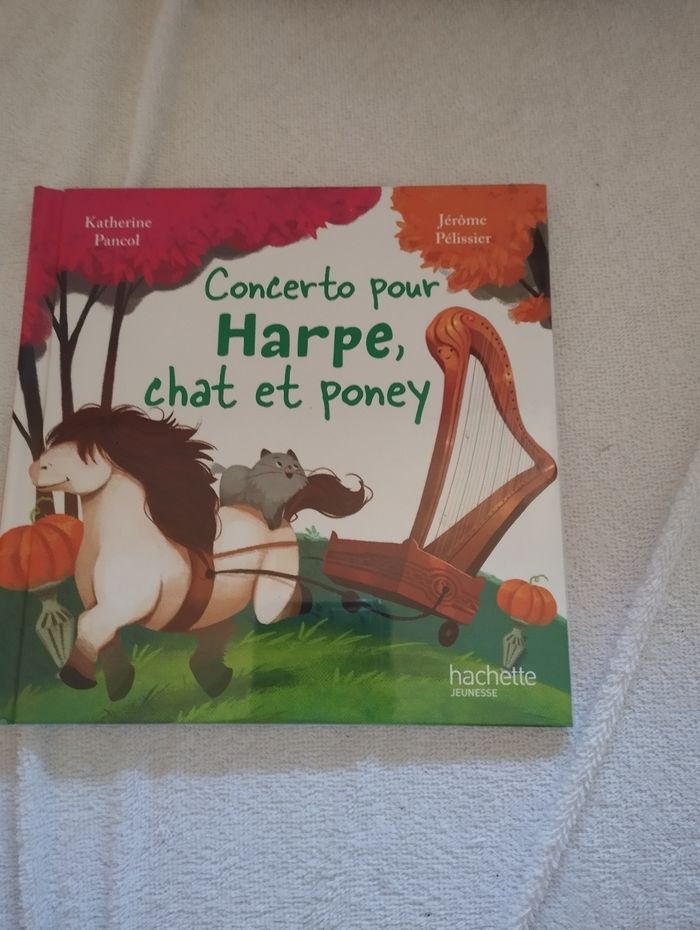 Katherine
Pancol
Jérôme
Pélissier
Concerto pour
Harpe,
chat et poney
hachette
JEUNESSE